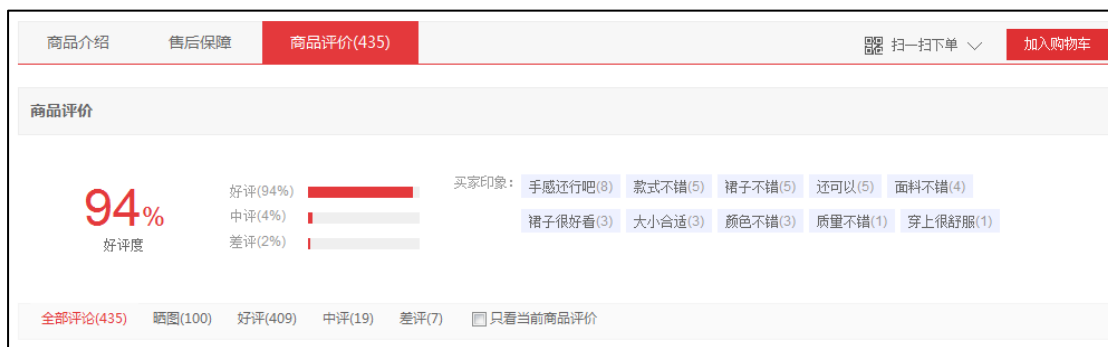 商品介绍 售后保障 商品评价(435) 扫一扫下单 加入购物车
商品评价
94%
好评度
好评(94%)
中评(4%)
差评(2%)
买家印象： 手感还行吧(8) 款式不错(5) 裙子不错(5) 还可以(5) 面料不错(4)
裙子很好看(3) 大小合适(3) 颜色不错(3) 质量不错(1) 穿上很舒服(1)
全部评论(435) 晒图(100) 好评(409) 中评(19) 差评(7) 只看当前商品评价